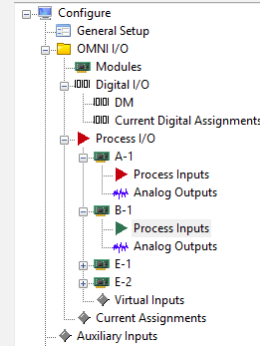 Configure
General Setup
OMNI I/O
Modules
Digital I/O
DM
Current Digital Assignments
Process I/O
A-1
Process Inputs
Analog Outputs
B-1
Process Inputs
Analog Outputs
E-1
E-2
Virtual Inputs
Current Assignments
Auxiliary Inputs